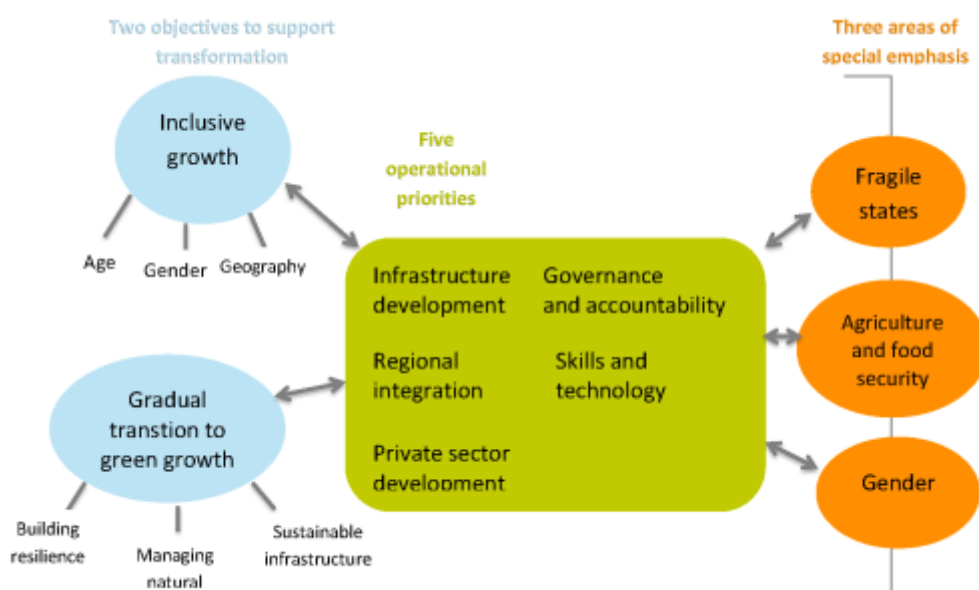 Two objectives to support
transformation
Inclusive
growth
Age
Gender
Geography
Gradual
transtion to
green growth
Building
resilience
Managing
natural
Sustainable
infrastructure
Five
operational
priorities
Infrastructure
development
Governance
and accountability
Regional
integration
Skills and
technology
Private sector
development
Three areas of
special emphasis
Fragile
states
Agriculture
and food
security
Gender